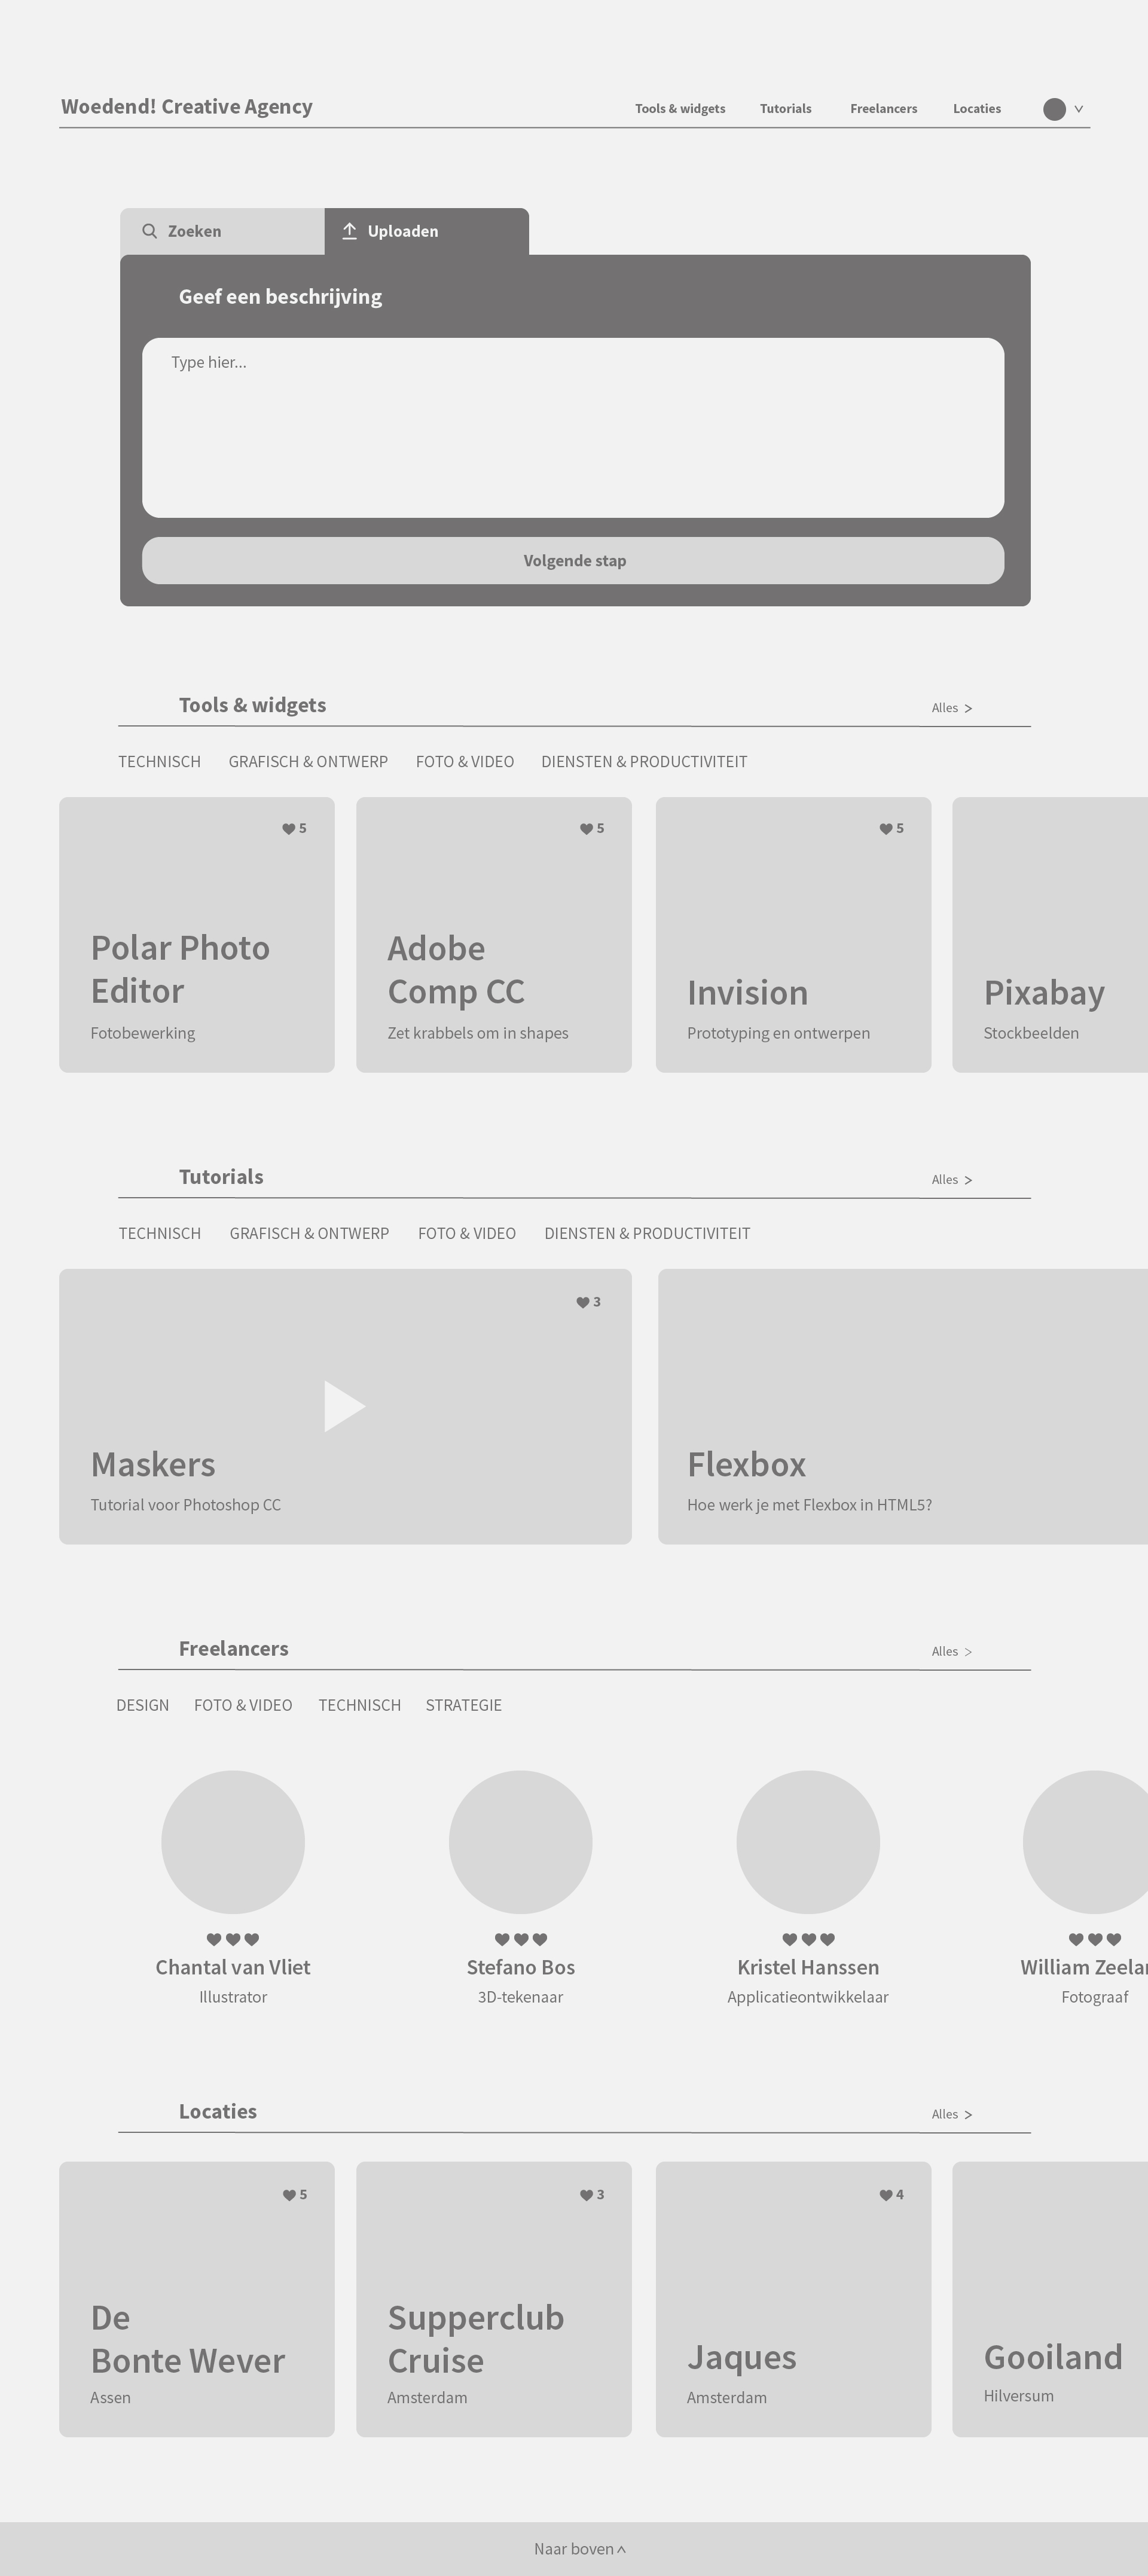 Woedend! Creative Agency
Tools & widgets Tutorials Freelancers Locaties
Zoeken Uploaden
Geef een beschrijving
Type hier...
Volgende stap
Tools & widgets Alles >
TECHNISCH GRAFISCH & ONTWERP FOTO & VIDEO DIENSTEN & PRODUCTIVITEIT
5
Polar Photo
Editor
Fotobewerking
5
Adobe
Comp CC
Zet krabbels om in shapes
5
Invision
Prototyping en ontwerpen
Pixabay
Stockbeelden
Tutorials Alles >
TECHNISCH GRAFISCH & ONTWERP FOTO & VIDEO DIENSTEN & PRODUCTIVITEIT
3
Maskers
Tutorial voor Photoshop CC
Flexbox
Hoe werk je met Flexbox in HTML5?
Freelancers Alles >
DESIGN FOTO & VIDEO TECHNISCH STRATEGIE
Chantal van Vliet
Illustrator
Stefano Bos
3D-tekenaar
Kristel Hanssen
Applicatieontwikkelaar
William
Fotograaf
Locaties Alles >
5
De
Bonte Wever
Assen
3
Supperclub
Cruise
Amsterdam
4
Jaques
Amsterdam
Gooiland
Hilversum
Naar boven